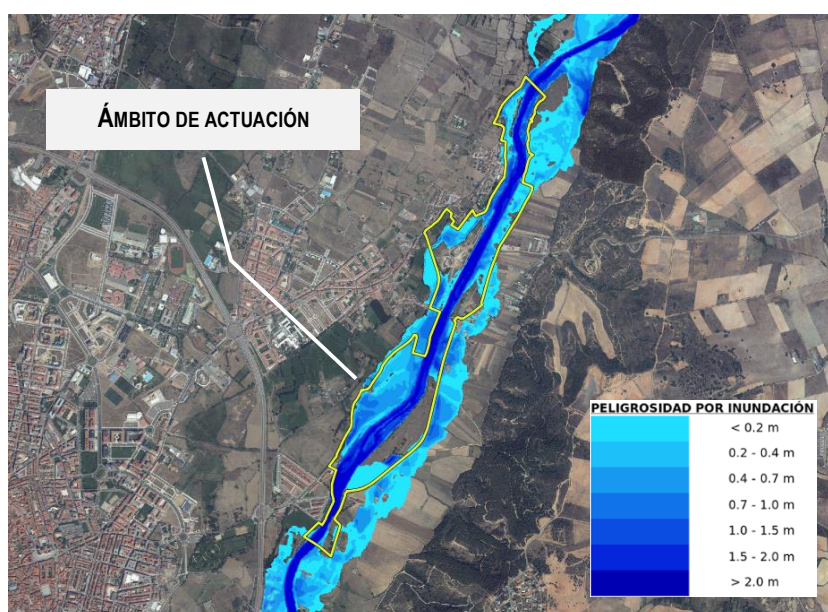 ÁMBITO DE ACTUACIÓN
PELIGROSIDAD POR INUNDACIÓN
< 0.2 m
0.2 - 0.4 m
0.4 - 0.7 m
0.7 - 1.0 m
1.0 - 1.5 m
1.5 - 2.0 m
> 2.0 m